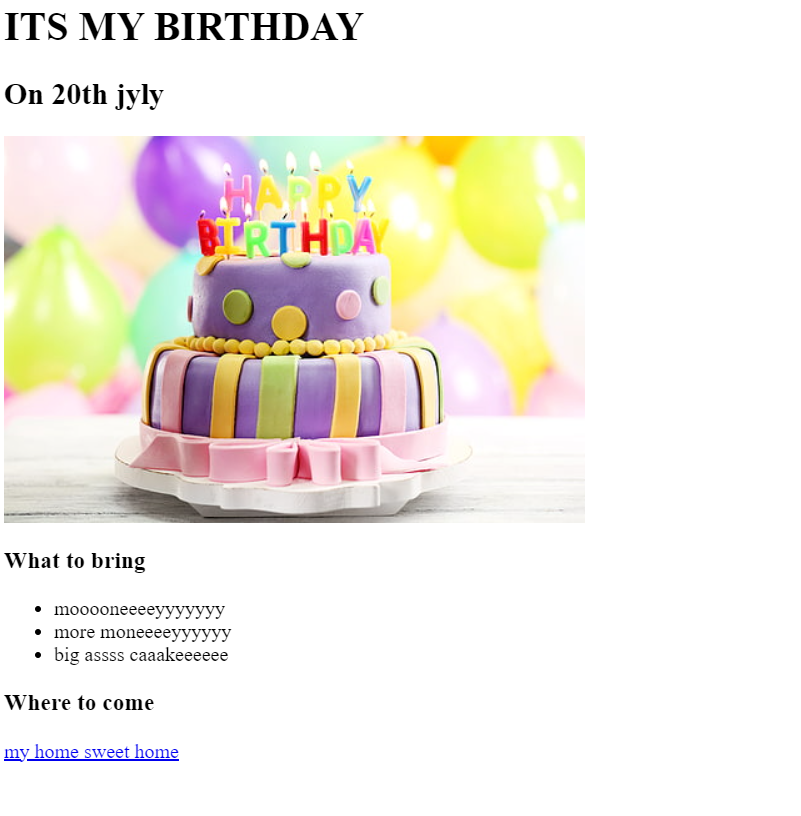 ITS MY BIRTHDAY
On 20th jyly
HAPPY
BIRTHDAY
What to bring
mooooneeeeyyyyyyy
more moneeeeyyyyyy
big assss caaakeeeeee
Where to come
my home sweet home